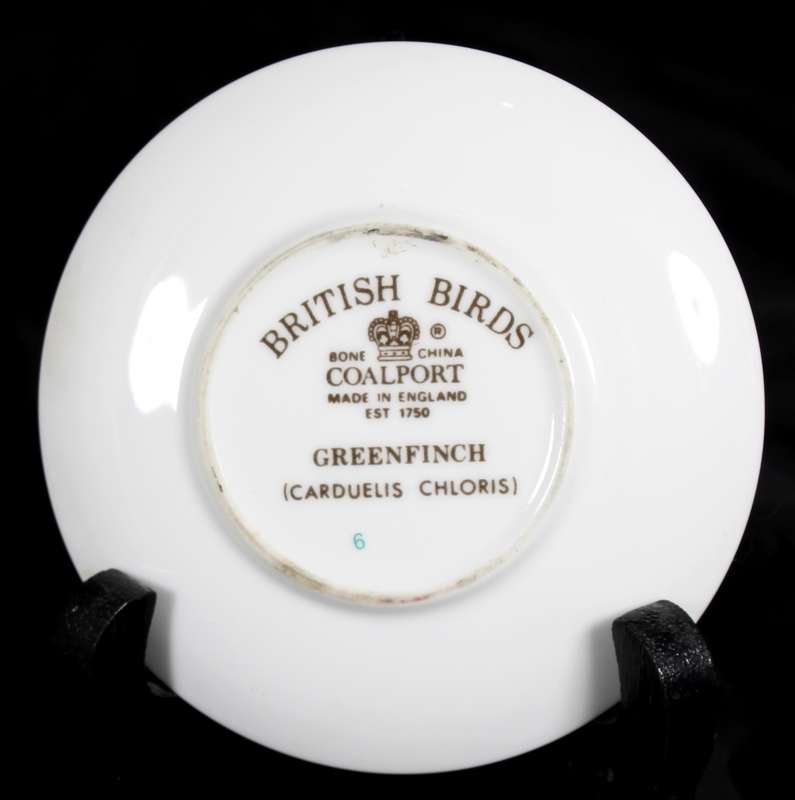 BRITISH BIRDS
®
BONE CHINA
COALPORT
MADE IN ENGLAND
EST 1750
GREENFINCH
(CARDUELIS CHLORIS)
6